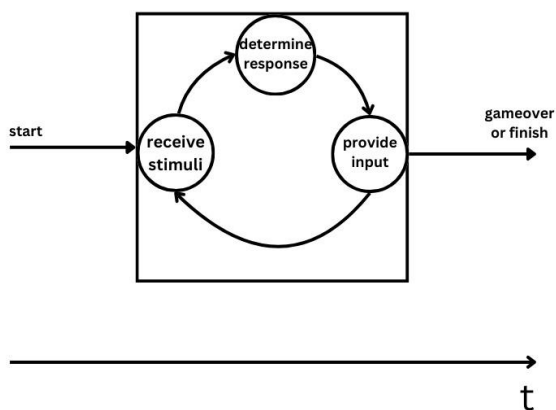 determine
response
gameover
or finish
start
receive
stimuli
provide
input
t